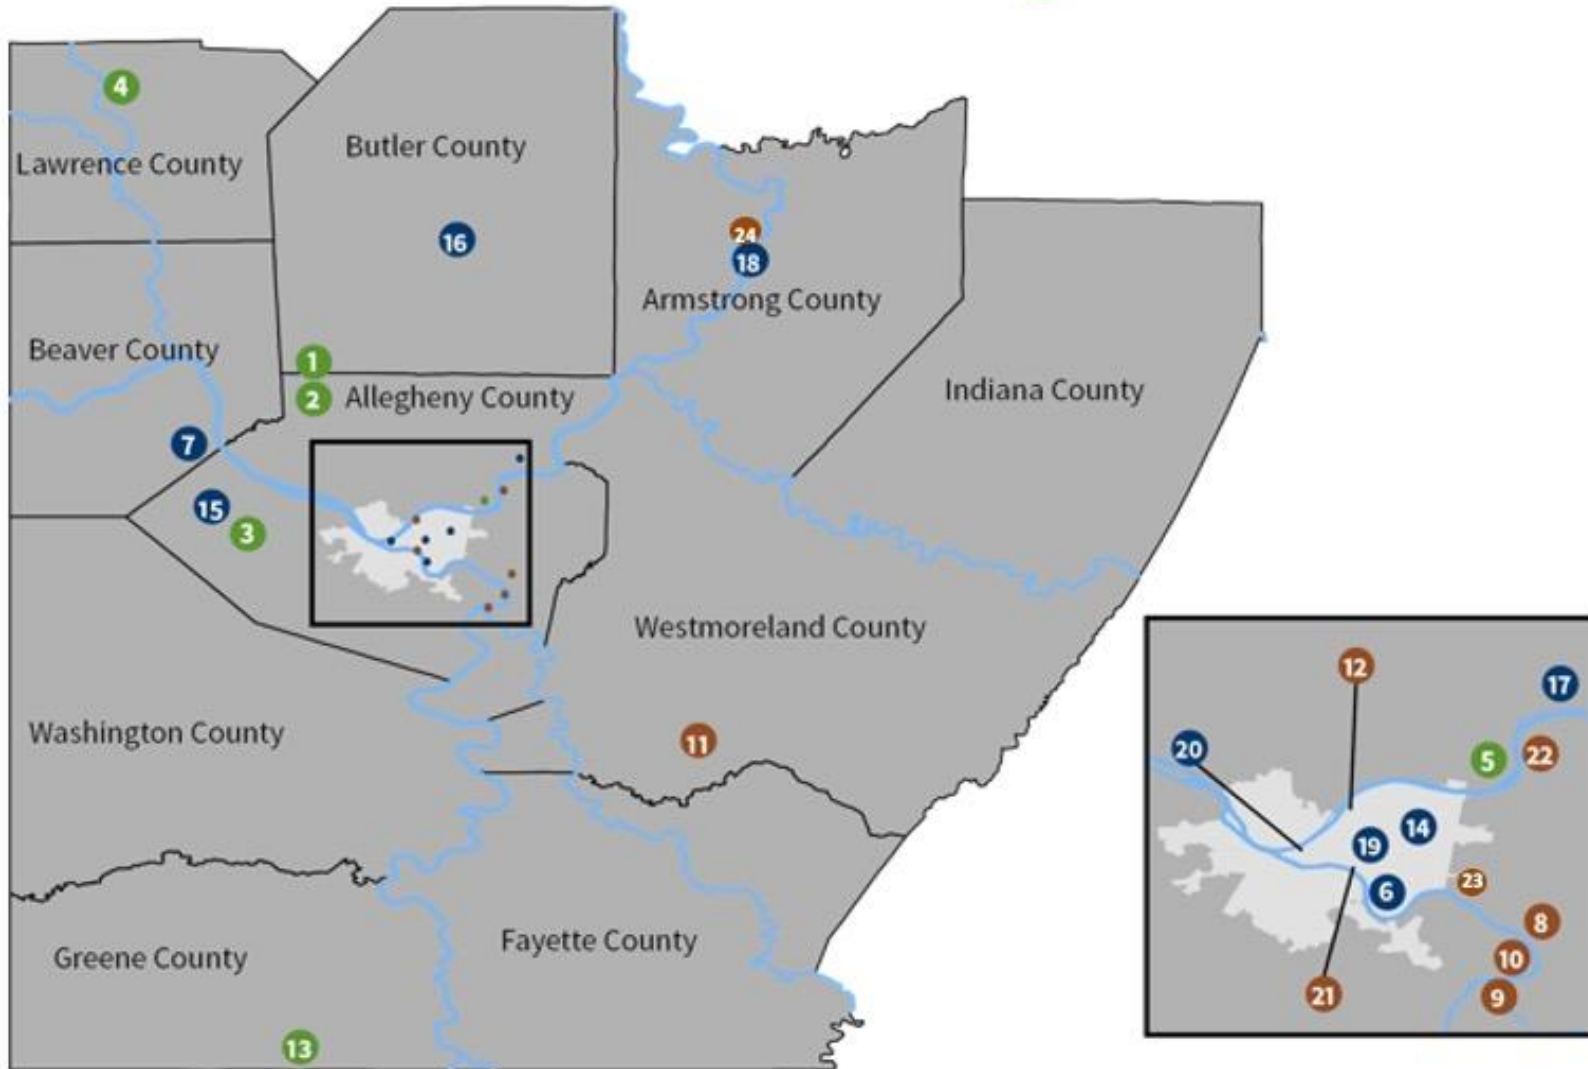 4
Butler County
Lawrence County
16
24
18
Armstrong County
Beaver County
1
2
Allegheny County
Indiana County
7
15
3
Westmoreland County
Washington County
11
12
17
20
5
22
14
19
6
23
8
10
9
21
Greene County
Fayette County
13